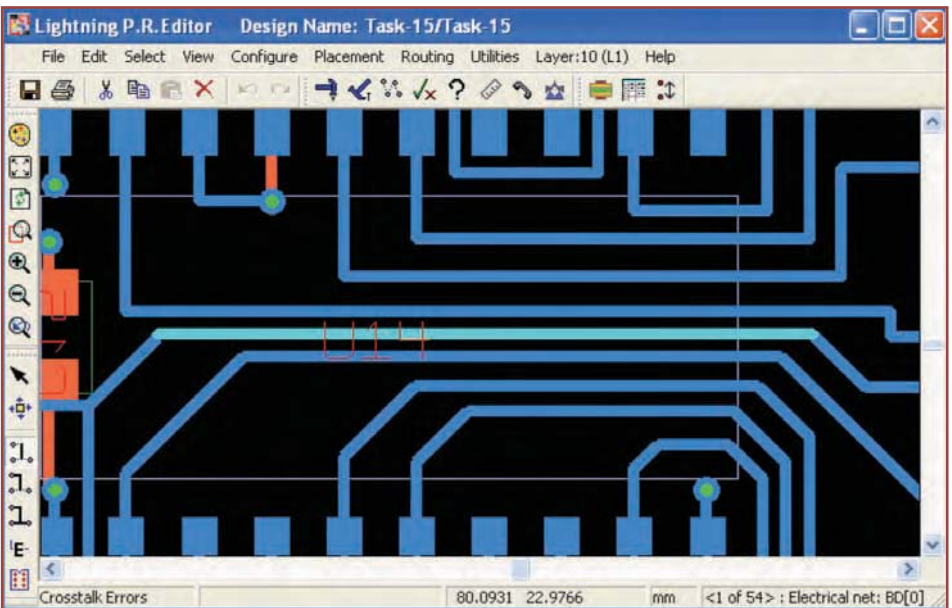 Lightning P.R.Editor Design Name: Task-15/Task-15
File Edit Select View Configure Placement Routing Utilities Layer:10 (L1) Help
U14
Crosstalk Errors 80.0931 22.9766 mm <1 of 54> : Electrical net: BD[0]